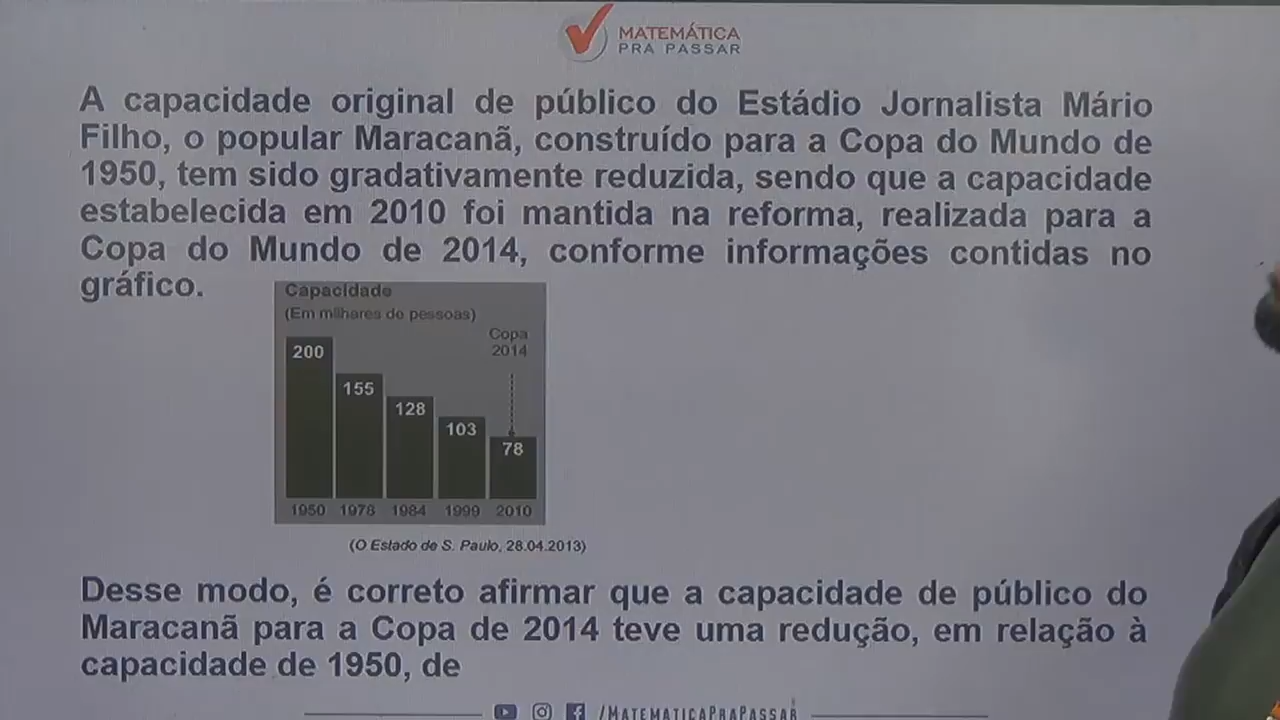 MATEMÁTICA
PRA PASSAR
A capacidade original de público do Estádio Jornalista Mário
Filho, o popular Maracanã, construído para a Copa do Mundo de
1950, tem sido gradativamente reduzida, sendo que a capacidade
estabelecida em 2010 foi mantida na reforma, realizada para a
Copa do Mundo de 2014, conforme informações contidas no
gráfico.
Capacidade
(Em milhares de pessoas)
Copa
2014
200
155
128
103
78
1950 1978 1984 1999 2010
(O Estado de S. Paulo, 28.04.2013)
Desse modo, é correto afirmar que a capacidade de público do
Maracanã para a Copa de 2014 teve uma redução, em relação à
capacidade de 1950, de
/MATEMATICAPRAPASSAR